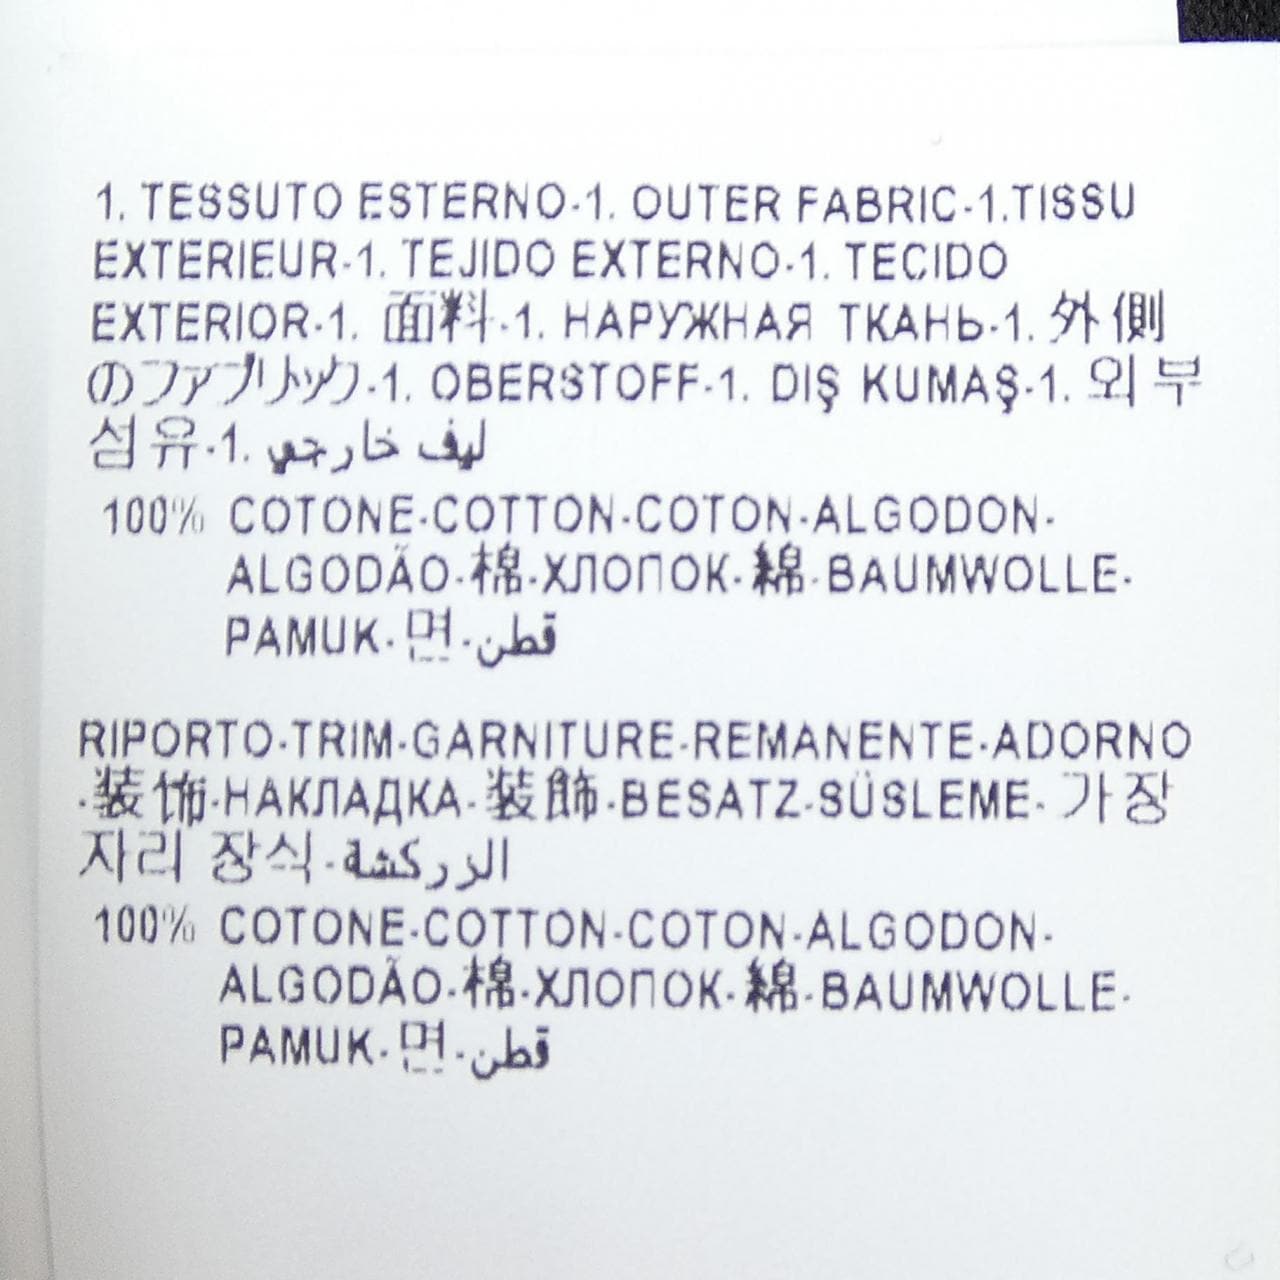 1. TESSUTO ESTERNO-1. OUTER FABRIC-1.TISSU
EXTERIEUR-1. TEJIDO EXTERNO-1. TECIDO
EXTERIOR-1. 面料-1. НАРУЖНАЯ ТКАНЬ-1. 外側
のファブリック-1. OBERSTOFF-1. DIŞ KUMAŞ-1. 외부
섬유-1. ليف خارجي
100% COTONE-COTTON-COTON-ALGODON-
ALGODÃO-棉-ХЛОПОК-綿-BAUMWOLLE-
PAMUK-면-قطن
RIPORTO-TRIM-GARNITURE-REMANENTE-ADORNO
-装饰-НАКЛАДКА-装飾-BESATZ-SÜSLEME- 가장
자리 장식-الزركشة
100% COTONE-COTTON-COTON-ALGODON-
ALGODÃO-棉-ХЛОПОК-綿-BAUMWOLLE-
PAMUK-면-قطن